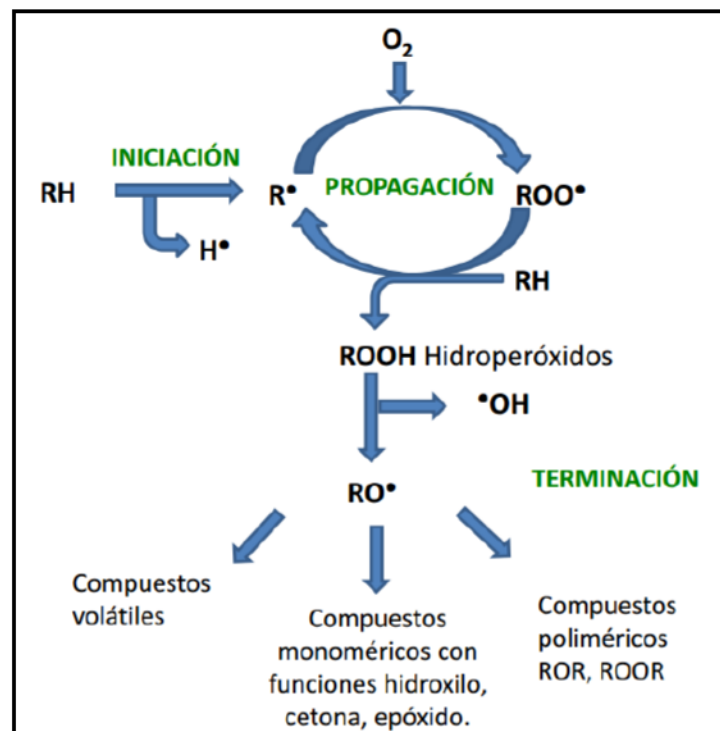 O₂
INICIACIÓN
RH
R•
PROPAGACIÓN
ROO•
H•
RH
ROOH Hidroperóxidos
•OH
RO•
TERMINACIÓN
Compuestos
volátiles
Compuestos
monoméricos con
funciones hidroxilo,
cetona, epóxido.
Compuestos
poliméricos
ROR, ROOR